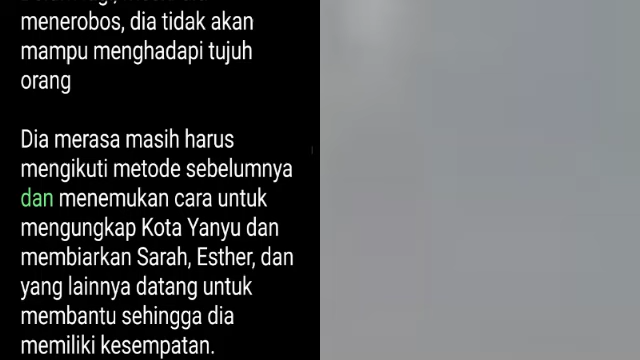 menerobos, dia tidak akan
mampu menghadapi tujuh
orang
Dia merasa masih harus
mengikuti metode sebelumnya
dan menemukan cara untuk
mengungkap Kota Yanyu dan
membiarkan Sarah, Esther, dan
yang lainnya datang untuk
membantu sehingga dia
memiliki kesempatan.